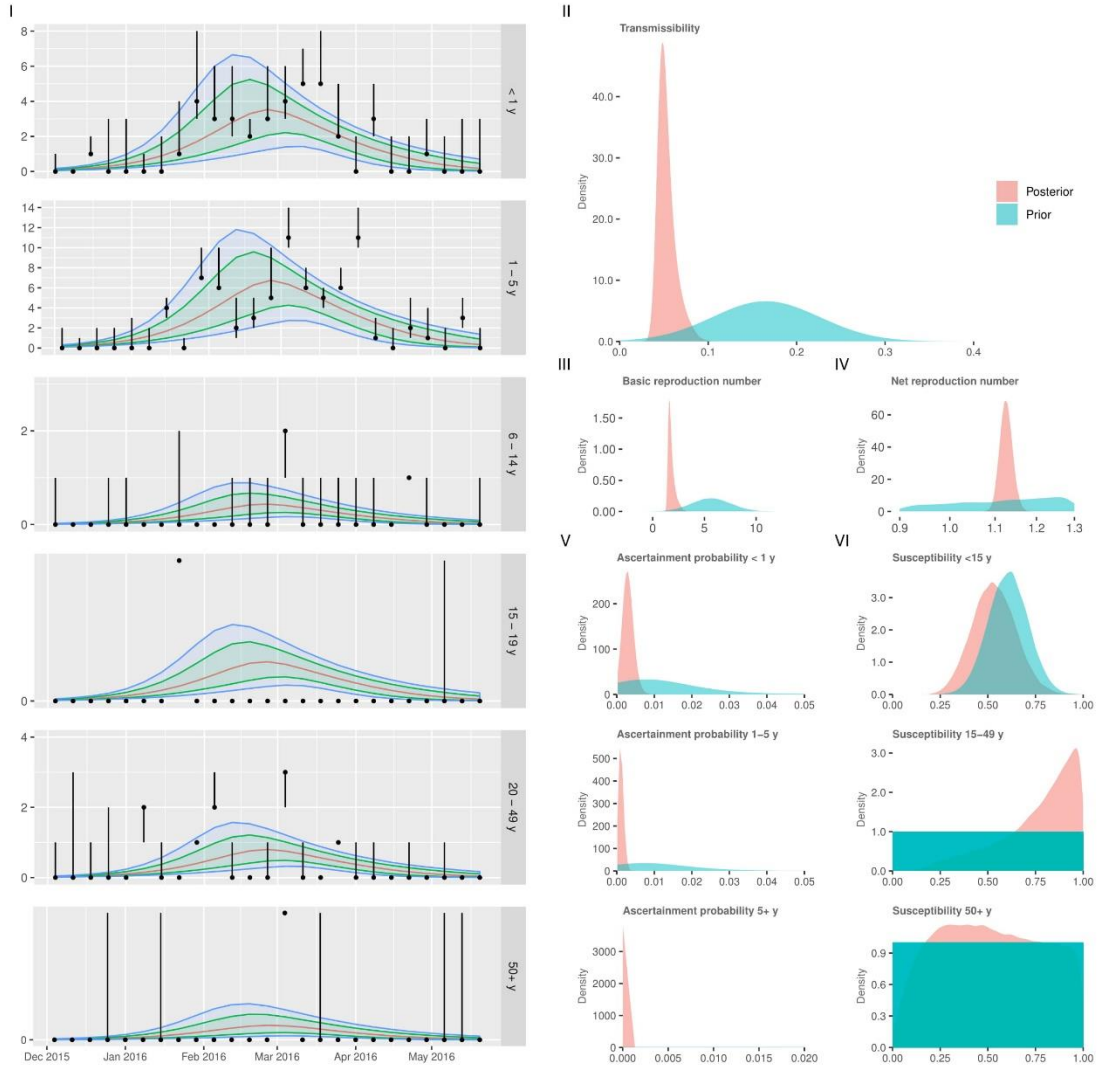 I
8
6
4
2
0
< 1 y
14
12
10
8
6
4
2
0
1 – 5 y
2
0
6 – 14 y
0
15 – 19 y
4
2
0
20 – 49 y
0
50+ y
Dec 2015 Jan 2016 Feb 2016 Mar 2016 Apr 2016 May 2016
II
Transmissibility
Density
40.0
30.0
20.0
10.0
0.0
0.0 0.1 0.2 0.3 0.4
Posterior
Prior
III
Basic reproduction number
Density
1.50
1.00
0.50
0.00
0 5 10
IV
Net reproduction number
Density
60
40
20
0
0.9 1.0 1.1 1.2 1.3
V
Ascertainment probability < 1 y
Density
200
100
0
0.00 0.01 0.02 0.03 0.04 0.05
VI
Susceptibility <15 y
Density
3.0
2.0
1.0
0.0
0.00 0.25 0.50 0.75 1.00
Ascertainment probability 1–5 y
Density
500
400
300
200
100
0
0.00 0.01 0.02 0.03 0.04 0.05
Susceptibility 15–49 y
Density
3.0
2.0
1.0
0.0
0.00 0.25 0.50 0.75 1.00
Ascertainment probability 5+ y
Density
3000
2000
1000
0
0.000 0.005 0.010 0.015 0.020
Susceptibility 50+ y
Density
0.9
0.6
0.3
0.0
0.00 0.25 0.50 0.75 1.00